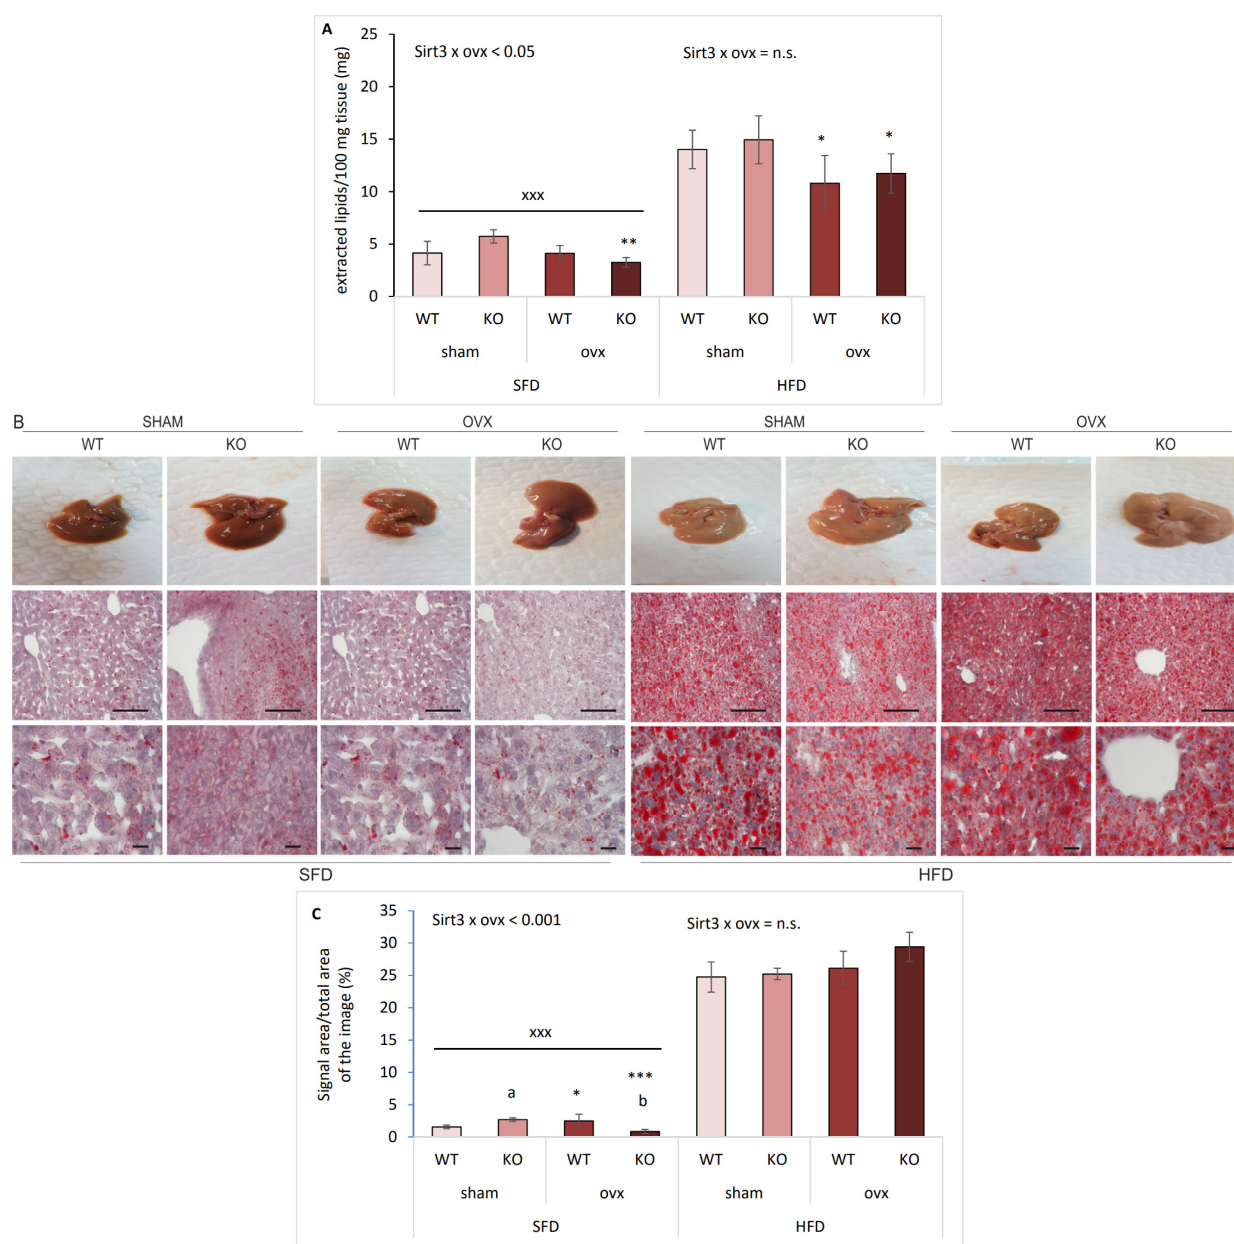 A
extracted lipids/100 mg tissue (mg)
25
20
15
10
5
0
Sirt3 x ovx < 0.05
Sirt3 x ovx = n.s.
xxx
**
*
*
WT KO WT KO WT KO WT KO
sham ovx sham ovx
SFD HFD
B
SHAM OVX SHAM OVX
WT KO WT KO WT KO WT KO
SFD HFD
C
Signal area/total area
of the image (%)
35
30
25
20
15
10
5
0
Sirt3 x ovx < 0.001
Sirt3 x ovx = n.s.
xxx
***
a * b
WT KO WT KO WT KO WT KO
sham ovx sham ovx
SFD HFD